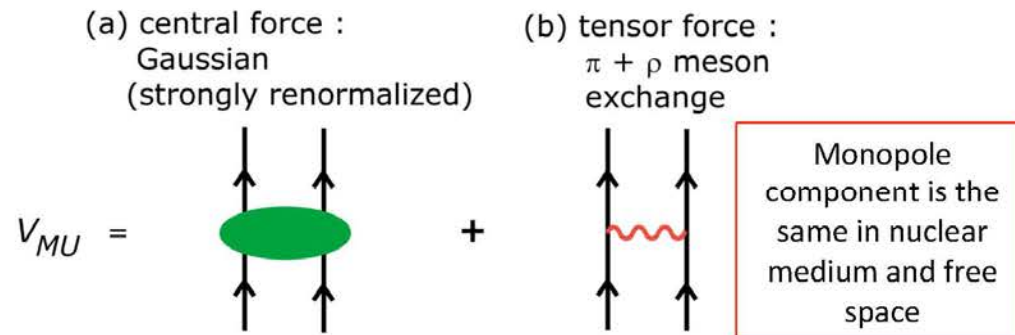 (a) central force :
Gaussian
(strongly renormalized)
(b) tensor force :
π + ρ meson
exchange
V_MU =
+
Monopole
component is the
same in nuclear
medium and free
space